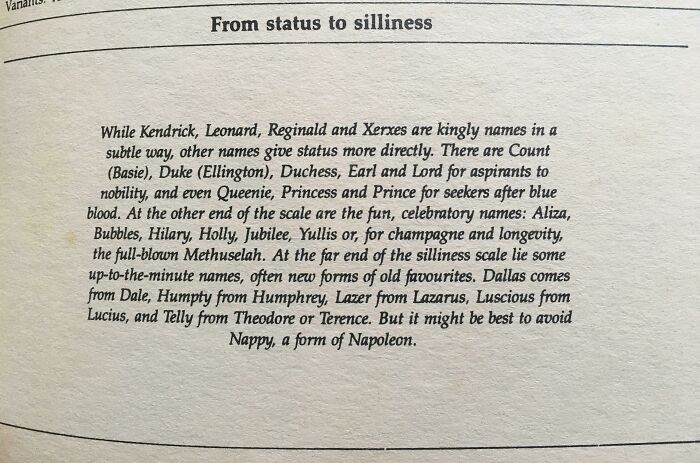 Variants:
From status to silliness
While Kendrick, Leonard, Reginald and Xerxes are kingly names in a
subtle way, other names give status more directly. There are Count
(Basie), Duke (Ellington), Duchess, Earl and Lord for aspirants to
nobility, and even Queenie, Princess and Prince for seekers after blue
blood. At the other end of the scale are the fun, celebratory names: Aliza,
Bubbles, Hilary, Holly, Jubilee, Yullis or, for champagne and longevity,
the full-blown Methuselah. At the far end of the silliness scale lie some
up-to-the-minute names, often new forms of old favourites. Dallas comes
from Dale, Humpty from Humphrey, Lazer from Lazarus, Luscious from
Lucius, and Telly from Theodore or Terence. But it might be best to avoid
Nappy, a form of Napoleon.